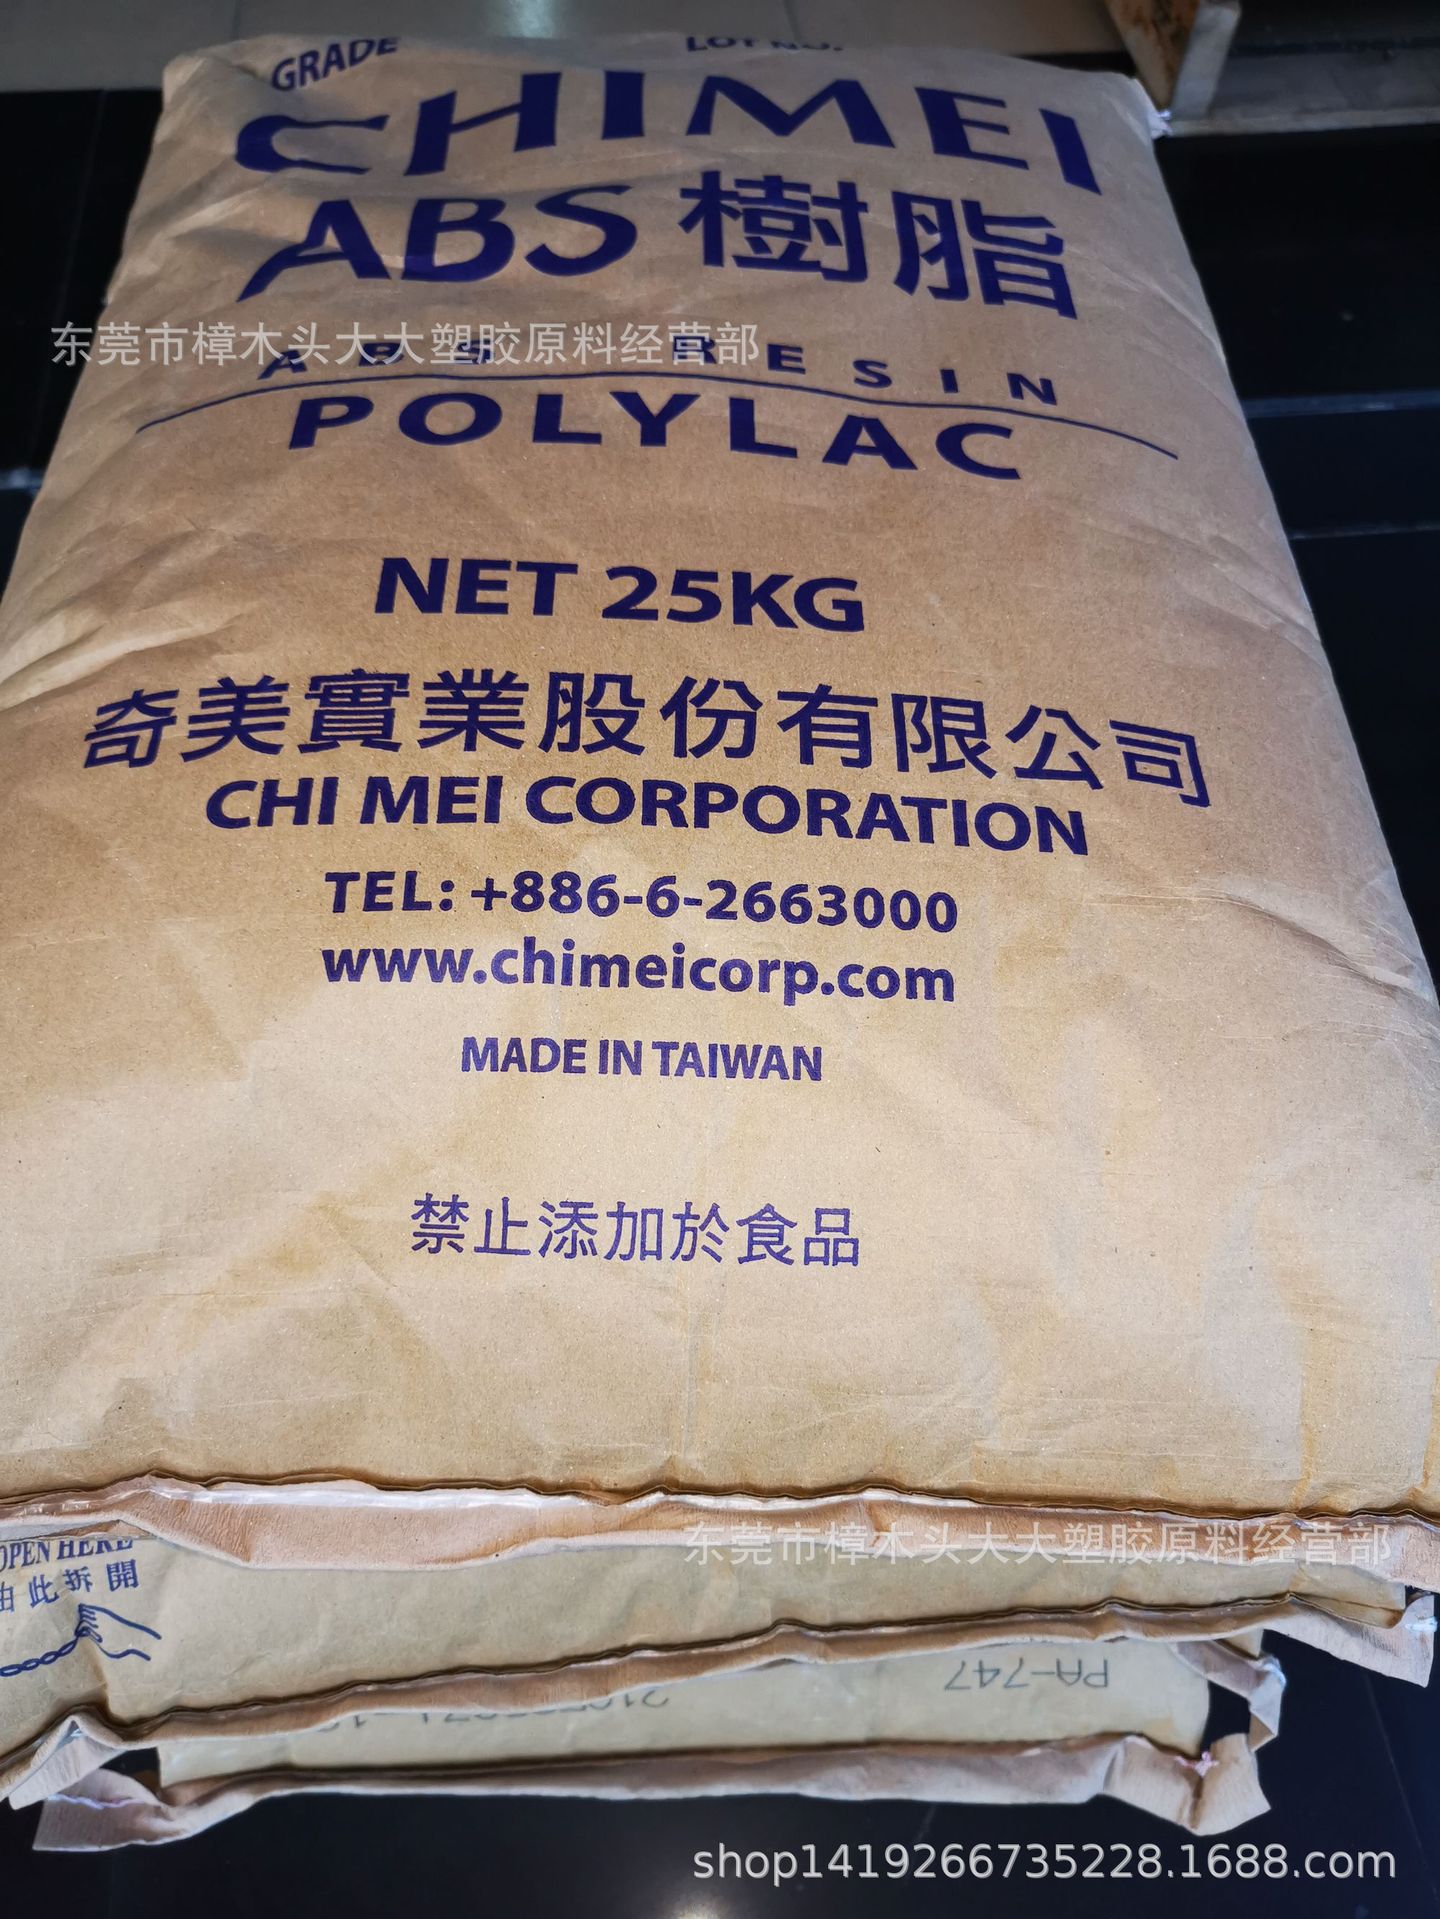 GRADE LOT NO.
CHIMEI
ABS 樹脂
东莞市樟木头大大塑胶原料经营部
ABS RESIN
POLYLAC
NET 25KG
奇美實業股份有限公司
CHI MEI CORPORATION
TEL: +886-6-2663000
www.chimeicorp.com
MADE IN TAIWAN
禁止添加於食品
东莞市樟木头大大塑胶原料经营部
OPEN HERE
由此拆開
PA-747
shop1419266735228.1688.com